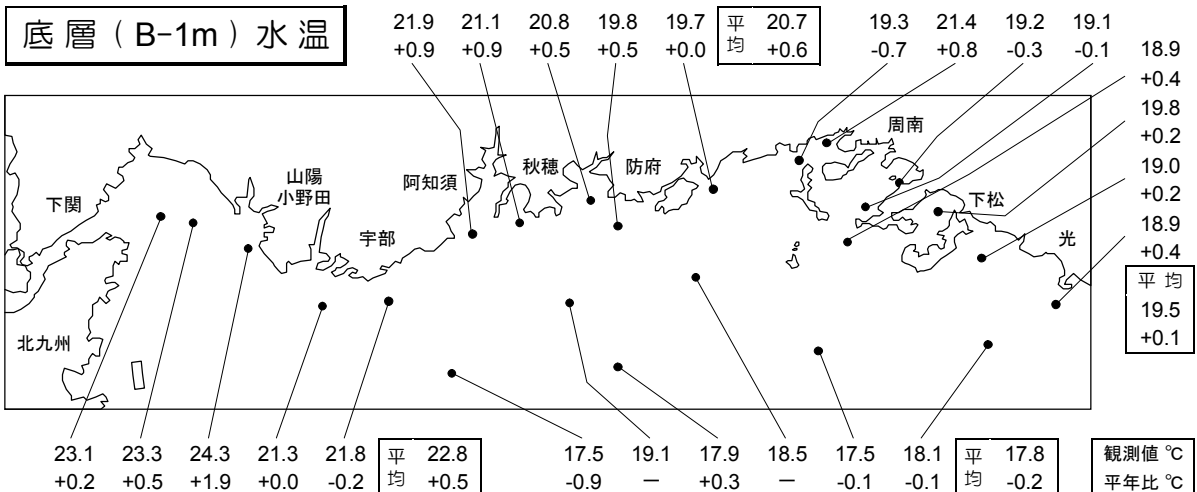 底層（B-1m）水温
21.9 21.1 20.8 19.8 19.7 平均 20.7 19.3 21.4 19.2 19.1
+0.9 +0.9 +0.5 +0.5 +0.0 +0.6 -0.7 +0.8 -0.3 -0.1
18.9
+0.4
19.8
+0.2
19.0
+0.2
18.9
+0.4
平均
19.5
+0.1
周南
山陽
小野田
阿知須
秋穂
防府
下関
下松
宇部
光
北九州
23.1 23.3 24.3 21.3 21.8 平均 22.8 17.5 19.1 17.9 18.5 17.5 18.1 平均 17.8 観測値 ℃
+0.2 +0.5 +1.9 +0.0 -0.2 +0.5 -0.9 － +0.3 － -0.1 -0.1 -0.2 平年比 ℃